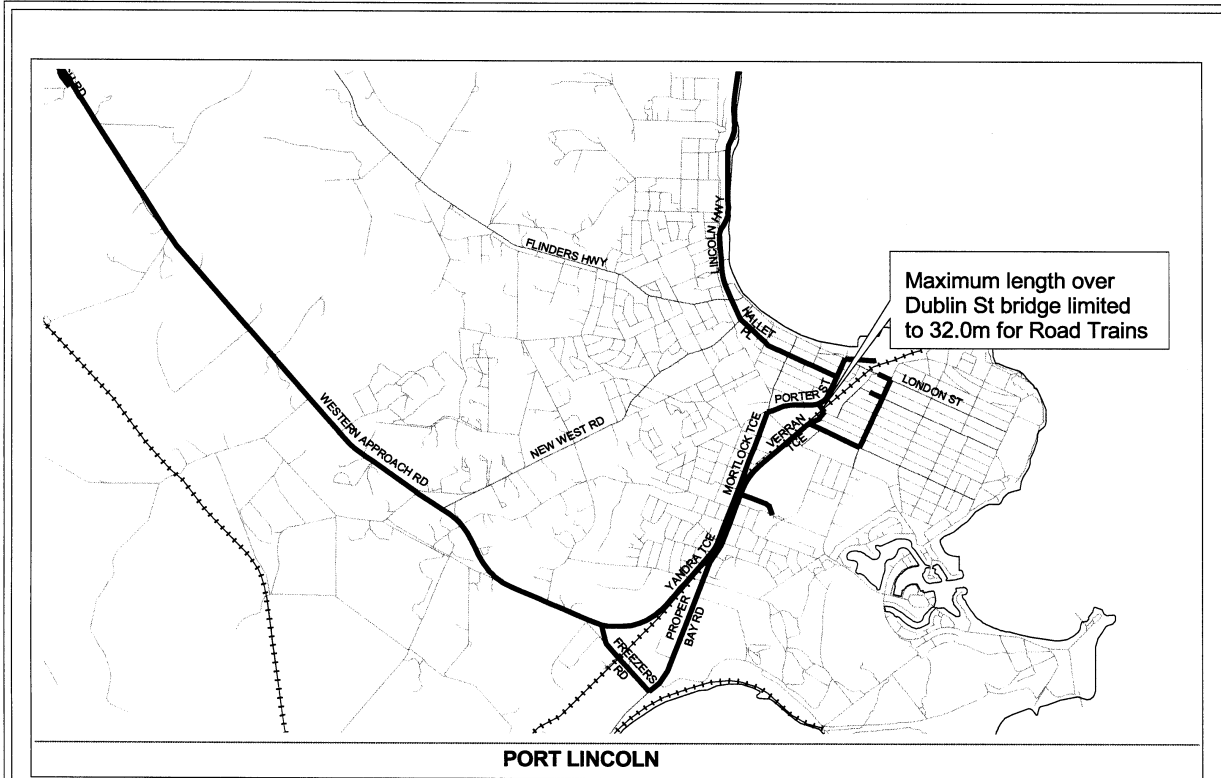 RD
FLINDERS HWY
LINCOLN HWY
HALLET
PL
Maximum length over
Dublin St bridge limited
to 32.0m for Road Trains
LONDON ST
PORTER ST
VERRAN
TCE
MORTLOCK TCE
NEW WEST RD
WESTERN APPROACH RD
YANDRA TCE
PROPER
BAY RD
FREEZERS
RD
PORT LINCOLN